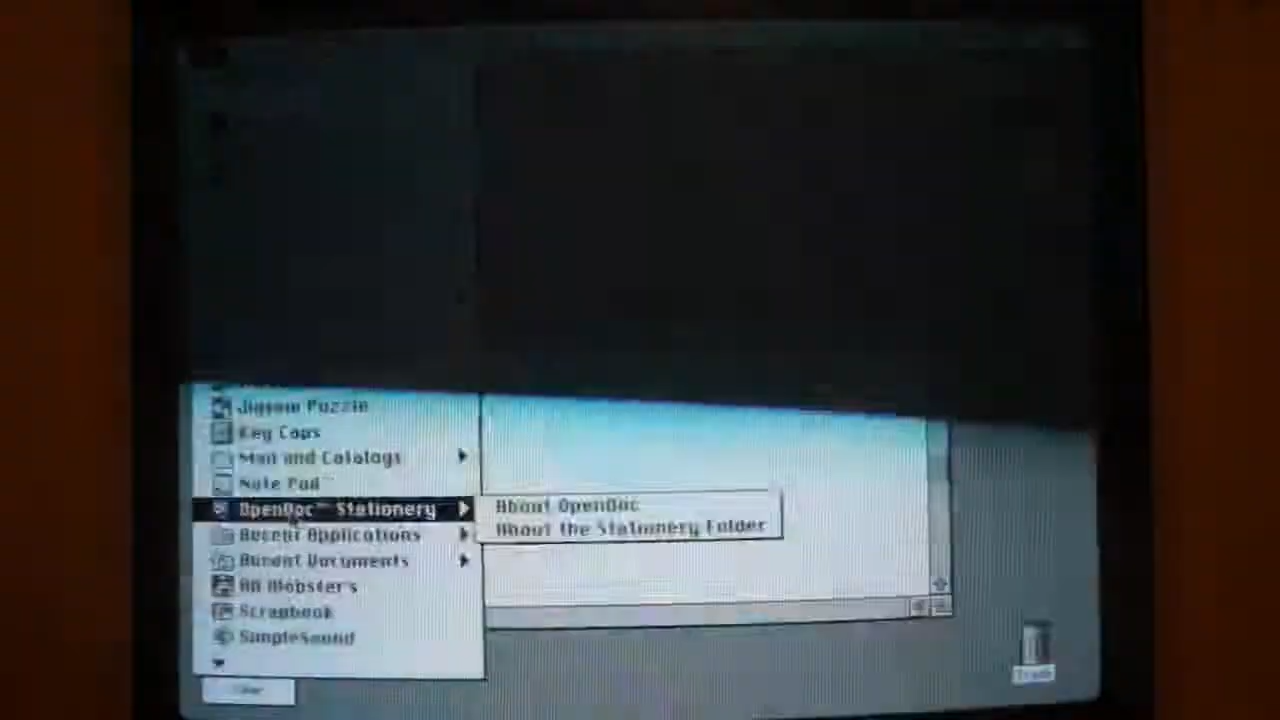 Jigsaw Puzzle
Key Caps
Mail and Catalogs
Note Pad
OpenDoc™ Stationery
About OpenDoc
About the Stationery Folder
Recent Applications
Recent Documents
Scrapbook
SimpleSound
Trash